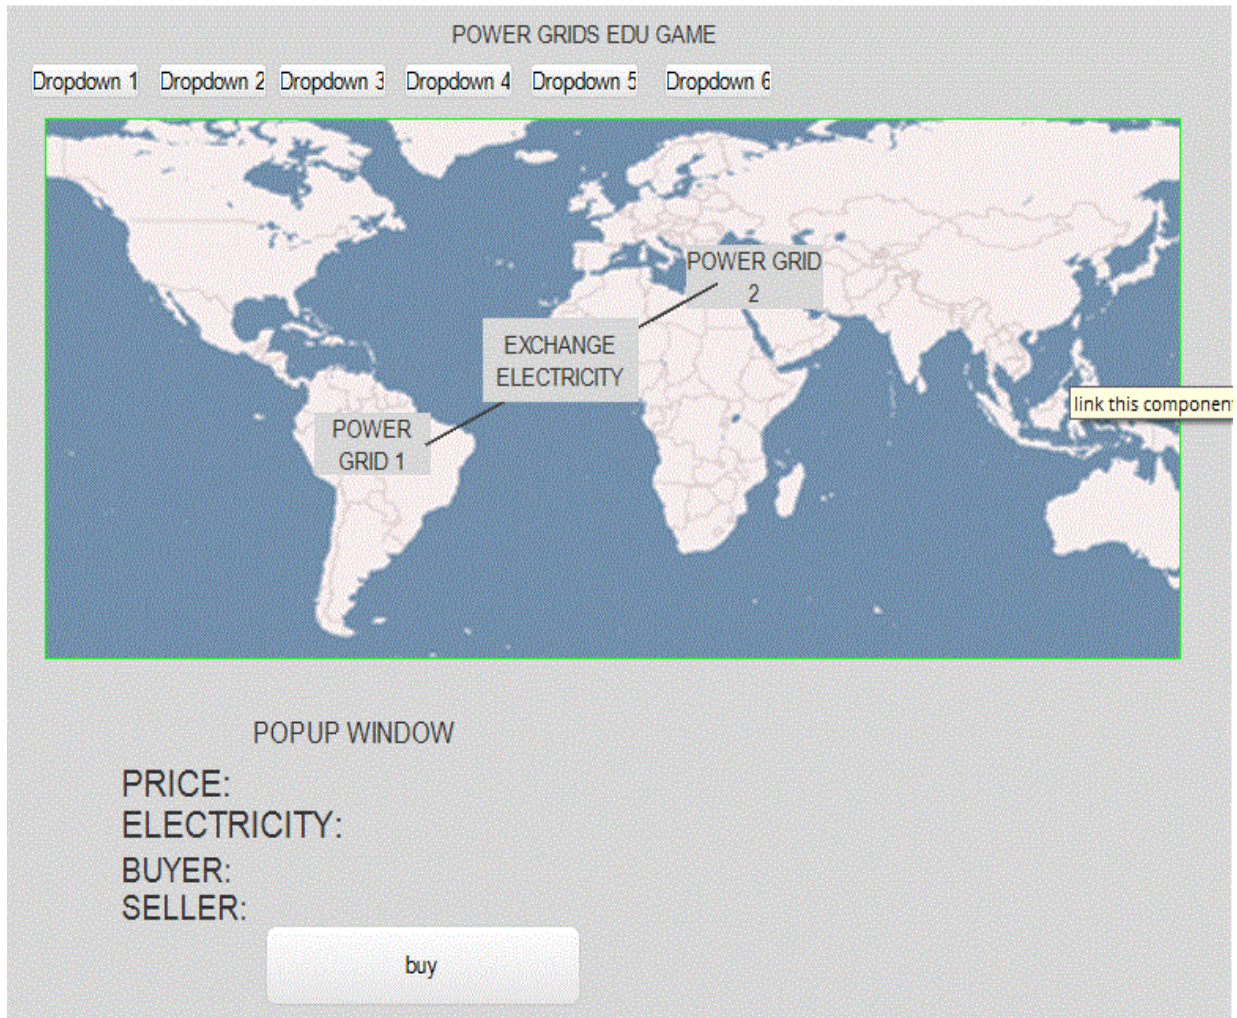 POWER GRIDS EDU GAME
Dropdown 1 Dropdown 2 Dropdown 3 Dropdown 4 Dropdown 5 Dropdown 6
POWER GRID
2
EXCHANGE
ELECTRICITY
link this component
POWER
GRID 1
POPUP WINDOW
PRICE:
ELECTRICITY:
BUYER:
SELLER:
buy